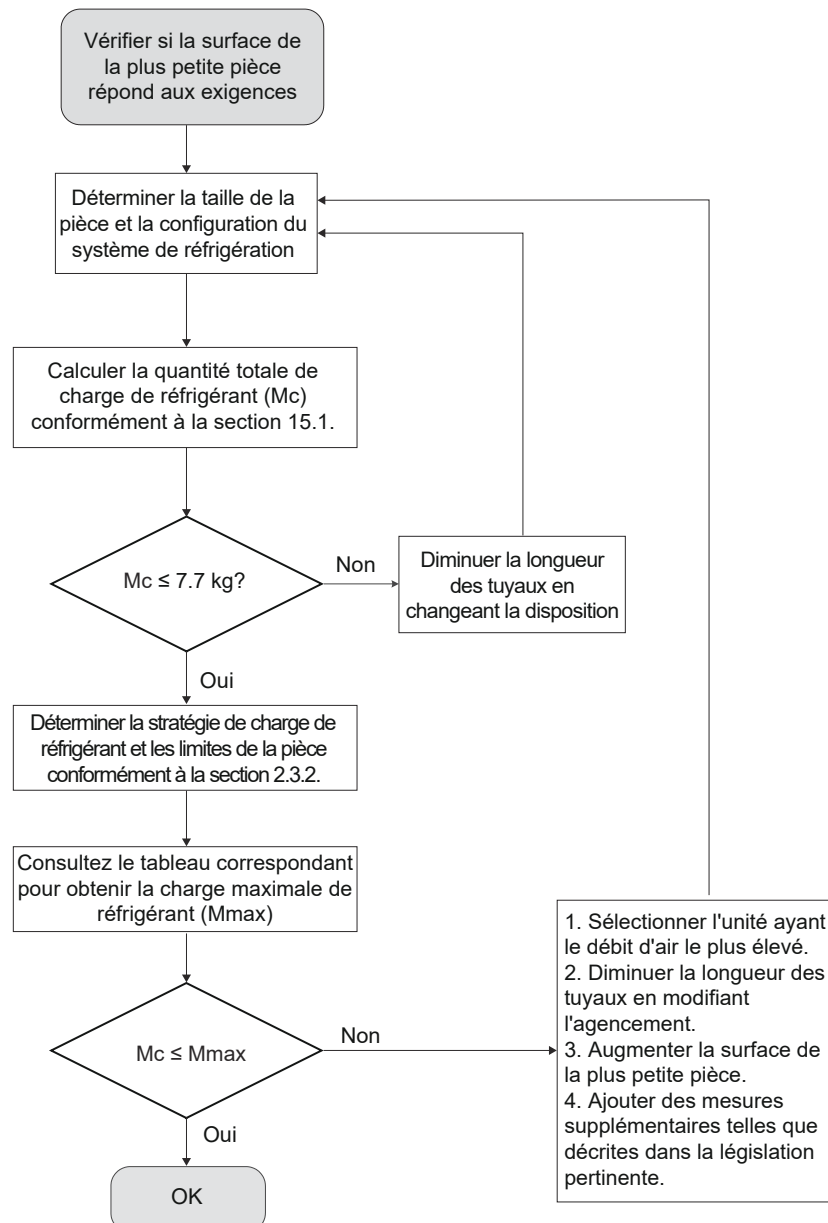 Vérifier si la surface de
la plus petite pièce
répond aux exigences
Déterminer la taille de la
pièce et la configuration du
système de réfrigération
Calculer la quantité totale de
charge de réfrigérant (Mc)
conformément à la section 15.1.
Mc ≤ 7.7 kg?
Non
Diminuer la longueur
des tuyaux en
changeant la disposition
Oui
Déterminer la stratégie de charge de
réfrigérant et les limites de la pièce
conformément à la section 2.3.2.
Consultez le tableau correspondant
pour obtenir la charge maximale de
réfrigérant (Mmax)
Mc ≤ Mmax
Non
1. Sélectionner l'unité ayant
le débit d'air le plus élevé.
2. Diminuer la longueur des
tuyaux en modifiant
l'agencement.
3. Augmenter la surface de
la plus petite pièce.
4. Ajouter des mesures
supplémentaires telles que
décrites dans la législation
pertinente.
Oui
OK